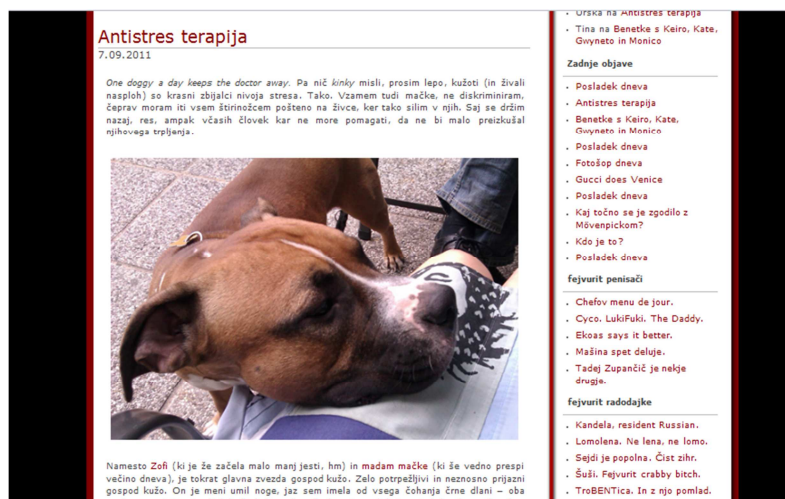 Antistres terapija
7.09.2011
One doggy a day keeps the doctor away. Pa nič kinky misli, prosim lepo, kužoti (in živali
nasploh) so krasni zbijalci nivoja stresa. Tako. Vzamem tudi mačke, ne diskriminiram,
čeprav moram iti vsem štirinožcem pošteno na živce, ker tako silim v njih. Saj se držim
nazaj, res, ampak včasih človek kar ne more pomagati, da ne bi malo preizkušal
njihovega trpljenja.
Namesto Zofi (ki je že začela malo manj jesti, hm) in madam mačke (ki še vedno prespi
večino dneva), je tokrat glavna zvezda gospod kužo. Zelo potrpežljivi in neznosno prijazni
gospod kužo. On je meni umil noge, jaz sem imela od vsega čohanja črne dlani – oba
Urška na Antistres terapija
Tina na Benetke s Keiro, Kate,
Gwyneto in Monico
Zadnje objave
Posladek dneva
Antistres terapija
Benetke s Keiro, Kate,
Gwyneto in Monico
Posladek dneva
Fotošop dneva
Gucci does Venice
Posladek dneva
Kaj točno se je zgodilo z
Mövenpickom?
Kdo je to?
Posladek dneva
fejvurit penisači
Chefov menu de jour.
Cyco. LukiFuki. The Daddy.
Ekoas says it better.
Mašina spet deluje.
Tadej Zupančič je nekje
drugje.
fejvurit radodajke
Kandela, resident Russian.
Lomolena. Ne lena, ne lomo.
Sejdi je popolna. Čist zihr.
Šuši. Fejvurit crabby bitch.
TroBENTica. In z njo pomlad.